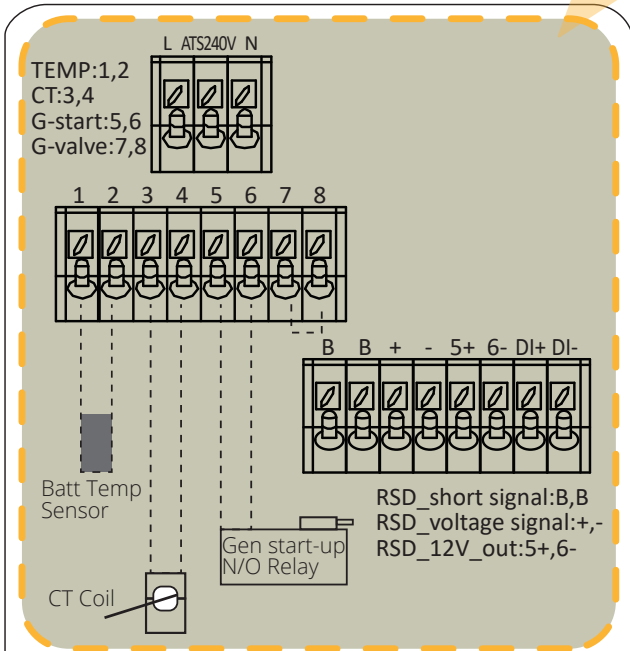 L ATS240V N
TEMP:1,2
CT:3,4
G-start:5,6
G-valve:7,8
1 2 3 4 5 6 7 8
B B + - 5+ 6- DI+ DI-
Batt Temp
Sensor
RSD_short signal:B,B
RSD_voltage signal:+,-
RSD_12V_out:5+,6-
Gen start-up
N/O Relay
CT Coil